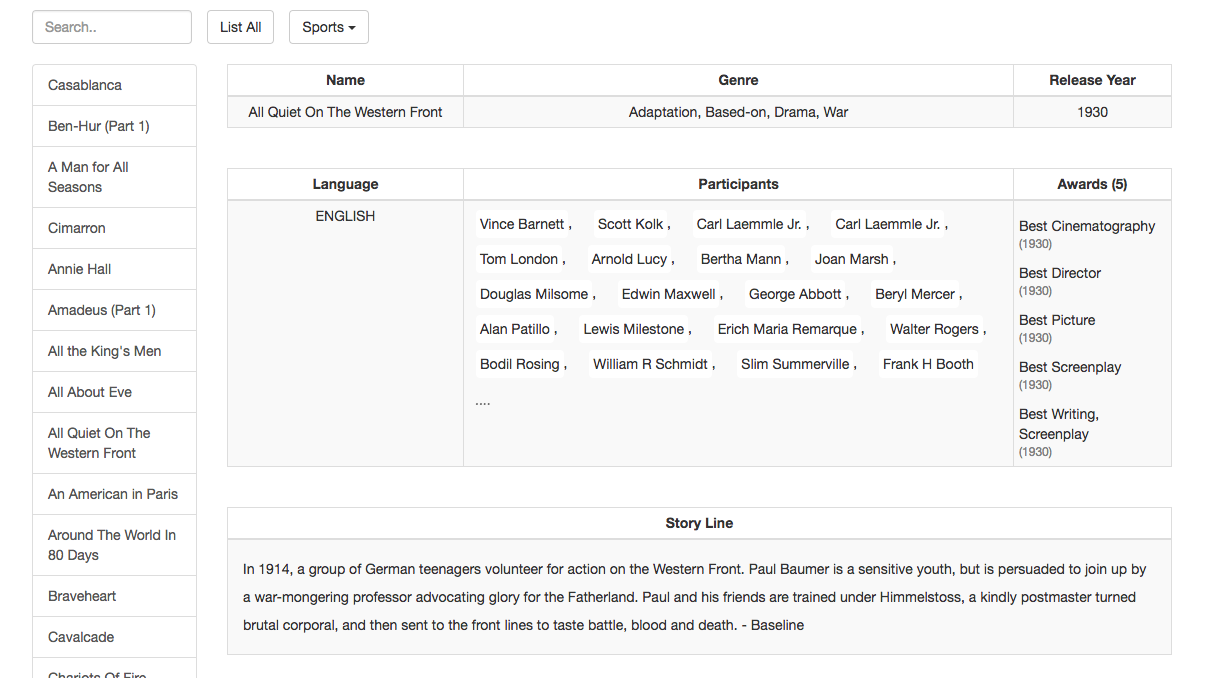 Search..
List All
Sports
Casablanca
Ben-Hur (Part 1)
A Man for All
Seasons
Cimarron
Annie Hall
Amadeus (Part 1)
All the King's Men
All About Eve
All Quiet On The
Western Front
An American in Paris
Around The World In
80 Days
Braveheart
Cavalcade
Chariots Of Fire
Name Genre Release Year
All Quiet On The Western Front Adaptation, Based-on, Drama, War 1930
Language Participants Awards (5)
ENGLISH
Vince Barnett , Scott Kolk , Carl Laemmle Jr. , Carl Laemmle Jr. ,
Tom London , Arnold Lucy , Bertha Mann , Joan Marsh ,
Douglas Milsome , Edwin Maxwell , George Abbott , Beryl Mercer ,
Alan Patillo , Lewis Milestone , Erich Maria Remarque , Walter Rogers ,
Bodil Rosing , William R Schmidt , Slim Summerville , Frank H Booth
....
Best Cinematography
(1930)
Best Director
(1930)
Best Picture
(1930)
Best Screenplay
(1930)
Best Writing,
Screenplay
(1930)
Story Line
In 1914, a group of German teenagers volunteer for action on the Western Front. Paul Baumer is a sensitive youth, but is persuaded to join up by
a war-mongering professor advocating glory for the Fatherland. Paul and his friends are trained under Himmelstoss, a kindly postmaster turned
brutal corporal, and then sent to the front lines to taste battle, blood and death. - Baseline